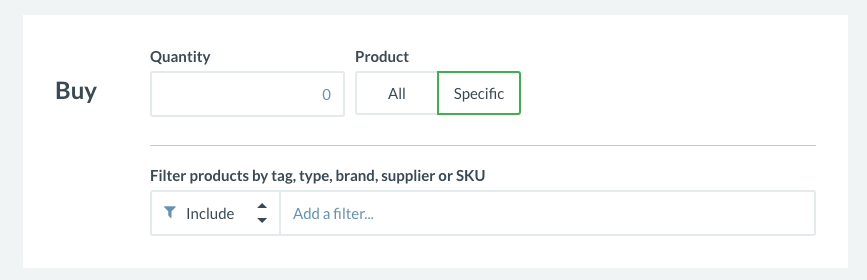 Quantity
Product
Buy
0
All
Specific
Filter products by tag, type, brand, supplier or SKU
Include
Add a filter...